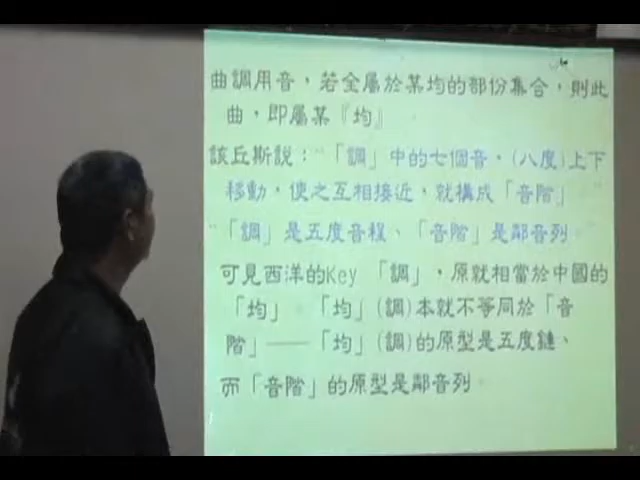 曲調用音，若全屬於某均的部份集合，則此
曲，即屬某『均』
該丘斯說："「調」中的七個音，(八度)上下
移動，使之互相接近，就構成「音階」"
"「調」是五度音程、「音階」是鄰音列"
可見西洋的Key 「調」，原就相當於中國的
「均」。「均」(調)本就不等同於「音
階」——「均」(調)的原型是五度鏈、
而「音階」的原型是鄰音列。